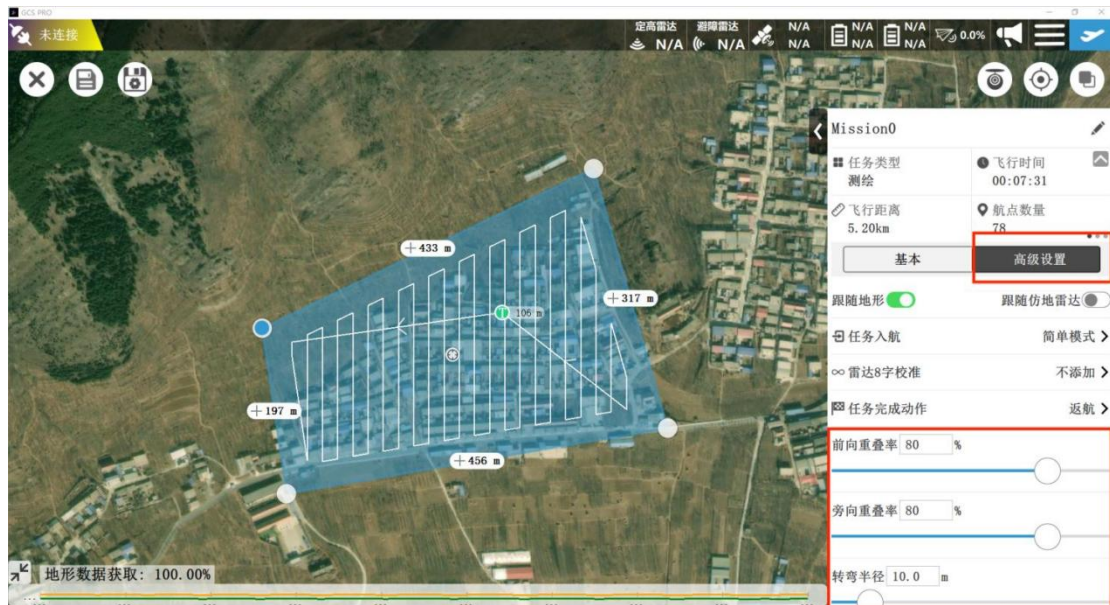 GCS PRO
未连接
定高雷达 避障雷达 N/A N/A N/A 0.0%
N/A N/A N/A N/A N/A
Mission0
任务类型 飞行时间
测绘 00:07:31
飞行距离 航点数量
5.20km 78
基本 高级设置
跟随地形 跟随仿地雷达
任务入航 简单模式
雷达8字校准 不添加
任务完成动作 返航
前向重叠率 80 %
旁向重叠率 80 %
转弯半径 10.0 m
433 m
317 m
106 m
197 m
456 m
地形数据获取: 100.00%